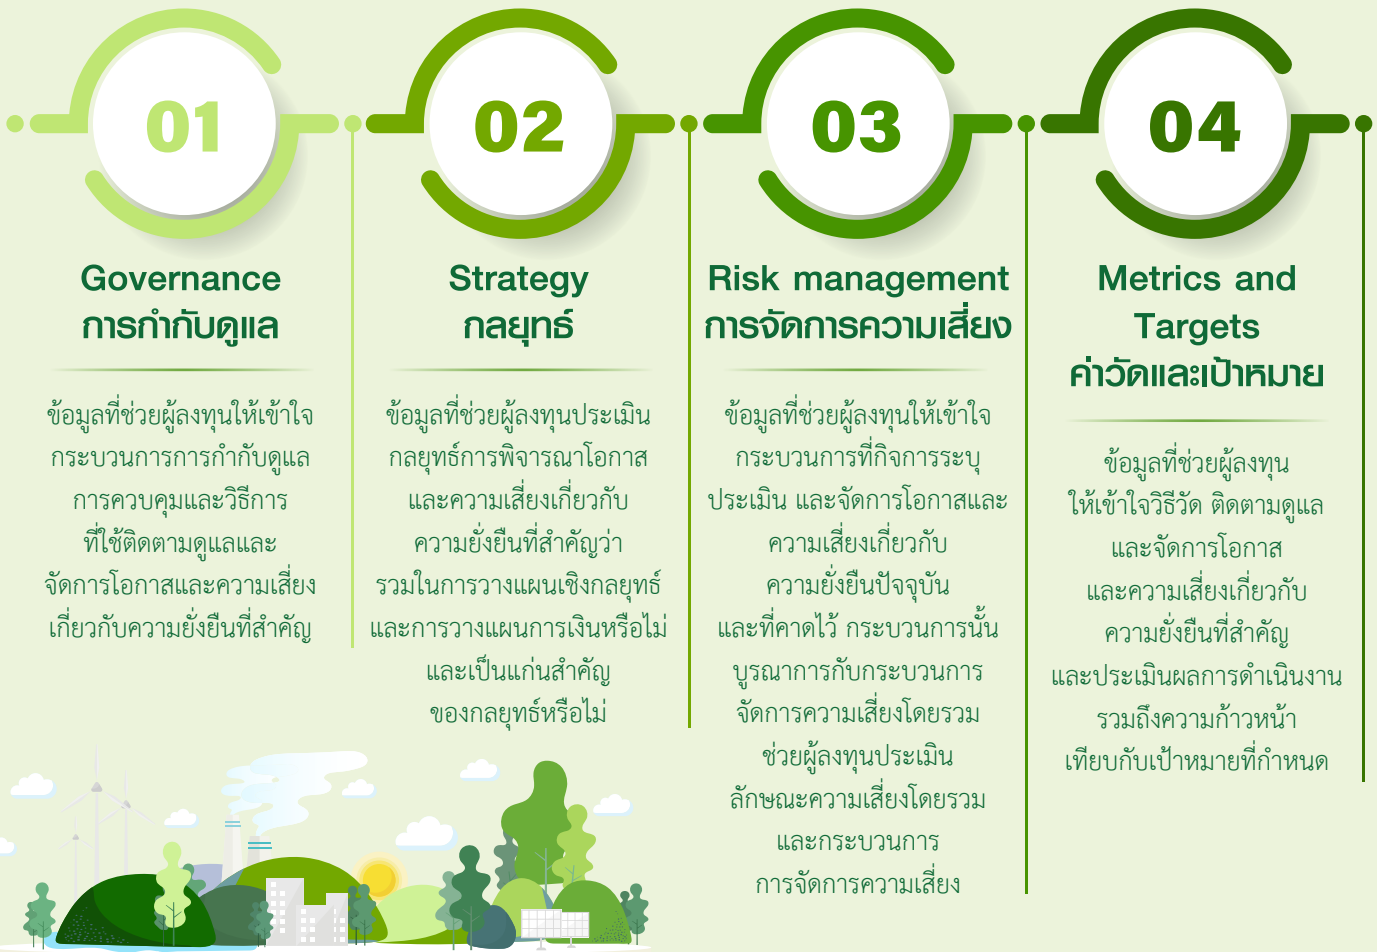 01
Governance
การกำกับดูแล
ข้อมูลที่ช่วยผู้ลงทุนให้เข้าใจ
กระบวนการการกำกับดูแล
การควบคุมและวิธีการ
ที่ใช้ติดตามดูแลและ
จัดการโอกาสและความเสี่ยง
เกี่ยวกับความยั่งยืนที่สำคัญ
02
Strategy
กลยุทธ์
ข้อมูลที่ช่วยผู้ลงทุนประเมิน
กลยุทธ์การพิจารณาโอกาส
และความเสี่ยงเกี่ยวกับ
ความยั่งยืนที่สำคัญว่า
รวมในการวางแผนเชิงกลยุทธ์
และการวางแผนการเงินหรือไม่
และเป็นแก่นสำคัญ
ของกลยุทธ์หรือไม่
03
Risk management
การจัดการความเสี่ยง
ข้อมูลที่ช่วยผู้ลงทุนให้เข้าใจ
กระบวนการที่กิจการระบุ
ประเมิน และจัดการโอกาสและ
ความเสี่ยงเกี่ยวกับ
ความยั่งยืนปัจจุบัน
และที่คาดไว้ กระบวนการนั้น
บูรณาการกับกระบวนการ
จัดการความเสี่ยงโดยรวม
ช่วยผู้ลงทุนประเมิน
ลักษณะความเสี่ยงโดยรวม
และกระบวนการ
การจัดการความเสี่ยง
04
Metrics and
Targets
ค่าวัดและเป้าหมาย
ข้อมูลที่ช่วยผู้ลงทุน
ให้เข้าใจวิธีวัด ติดตามดูแล
และจัดการโอกาส
และความเสี่ยงเกี่ยวกับ
ความยั่งยืนที่สำคัญ
และประเมินผลการดำเนินงาน
รวมถึงความก้าวหน้า
เทียบกับเป้าหมายที่กำหนด